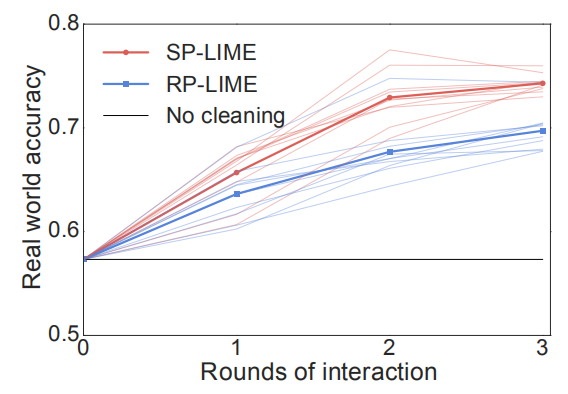 0.8
SP-LIME
RP-LIME
No cleaning
0.7
0.6
0.5
0 1 2 3
Real world accuracy
Rounds of interaction